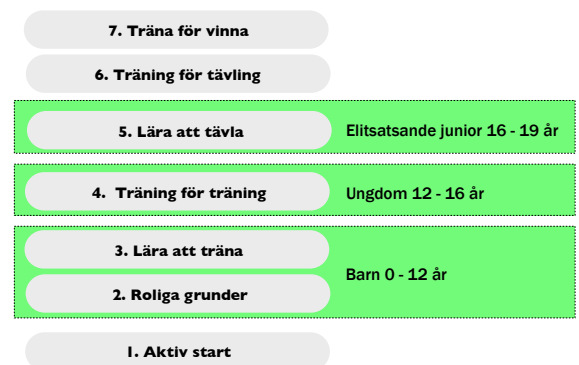 7. Träna för vinna
6. Träning för tävling
5. Lära att tävla
Elitsatsande junior 16 - 19 år
4. Träning för träning
Ungdom 12 - 16 år
3. Lära att träna
Barn 0 - 12 år
2. Roliga grunder
1. Aktiv start